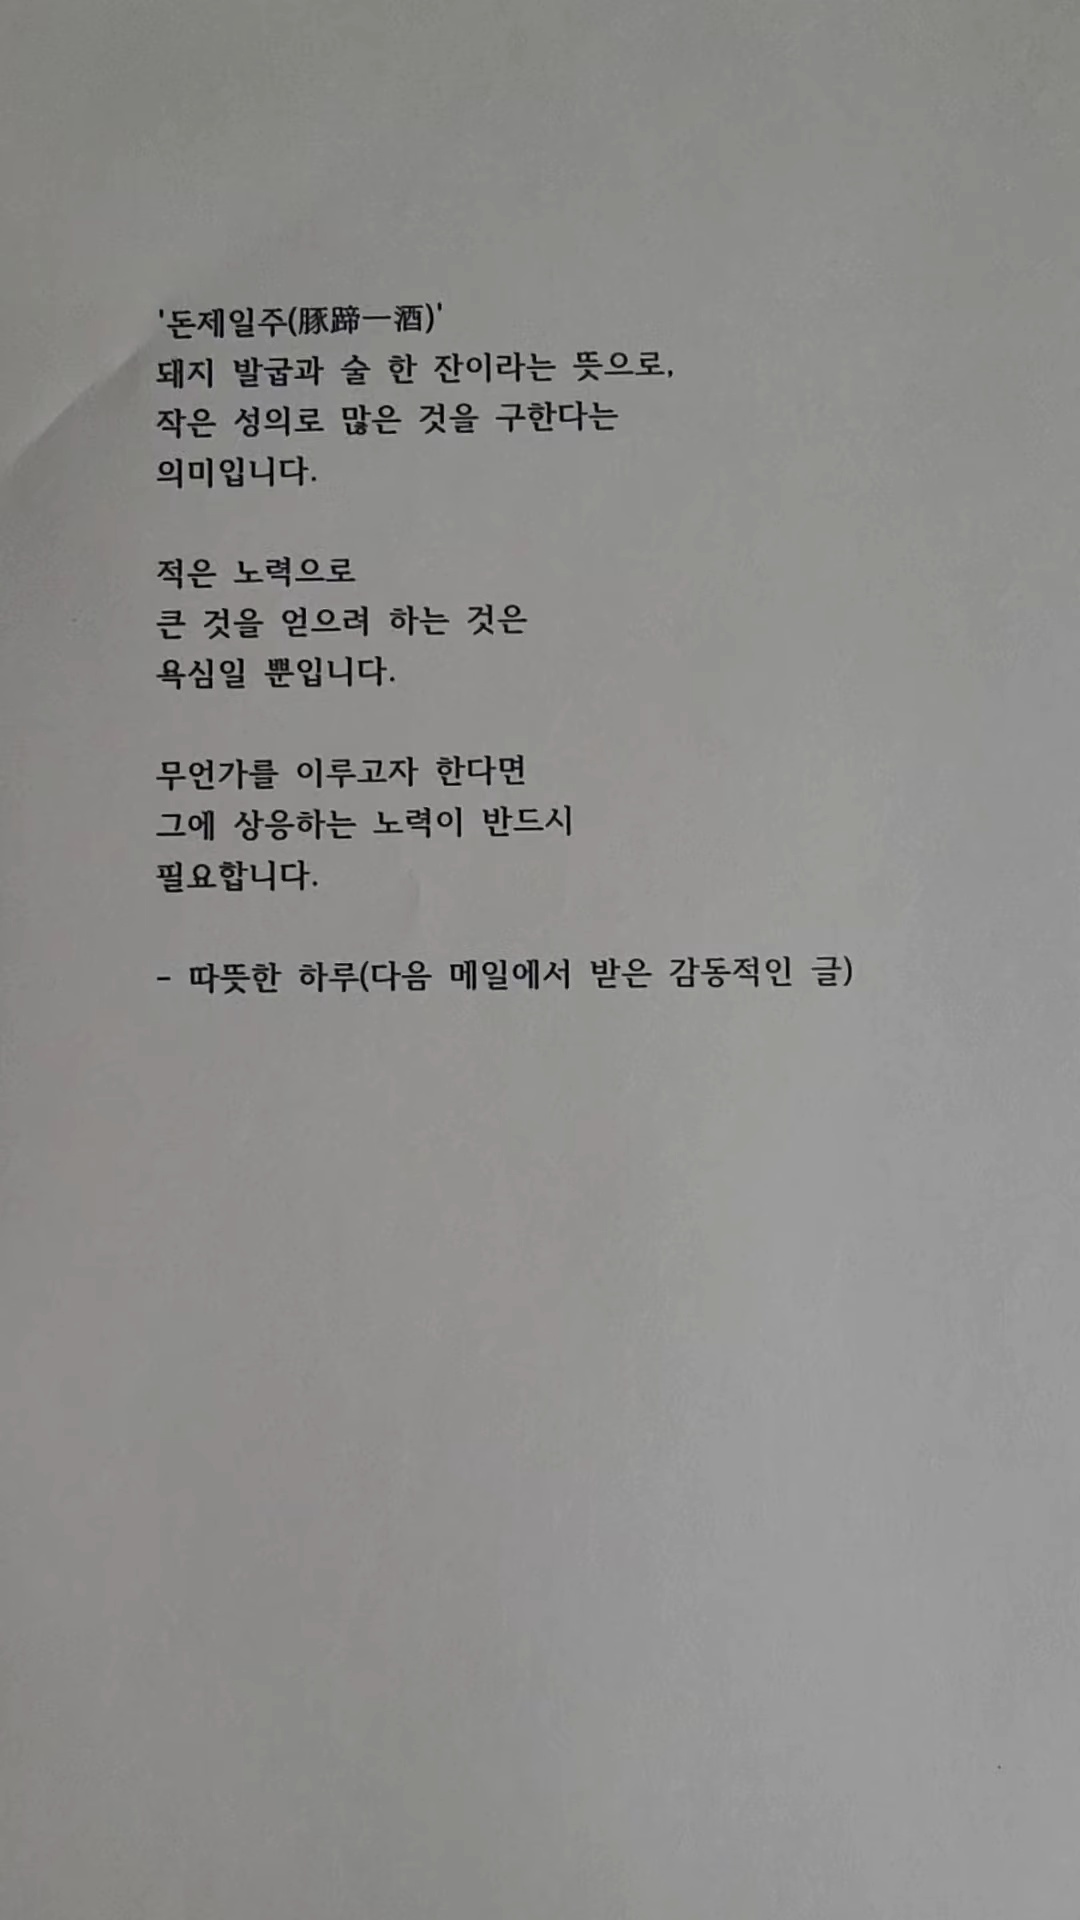 '돈제일주(豚蹄一酒)'
돼지 발굽과 술 한 잔이라는 뜻으로,
작은 성의로 많은 것을 구한다는
의미입니다.
적은 노력으로
큰 것을 얻으려 하는 것은
욕심일 뿐입니다.
무언가를 이루고자 한다면
그에 상응하는 노력이 반드시
필요합니다.
- 따뜻한 하루(다음 메일에서 받은 감동적인 글)